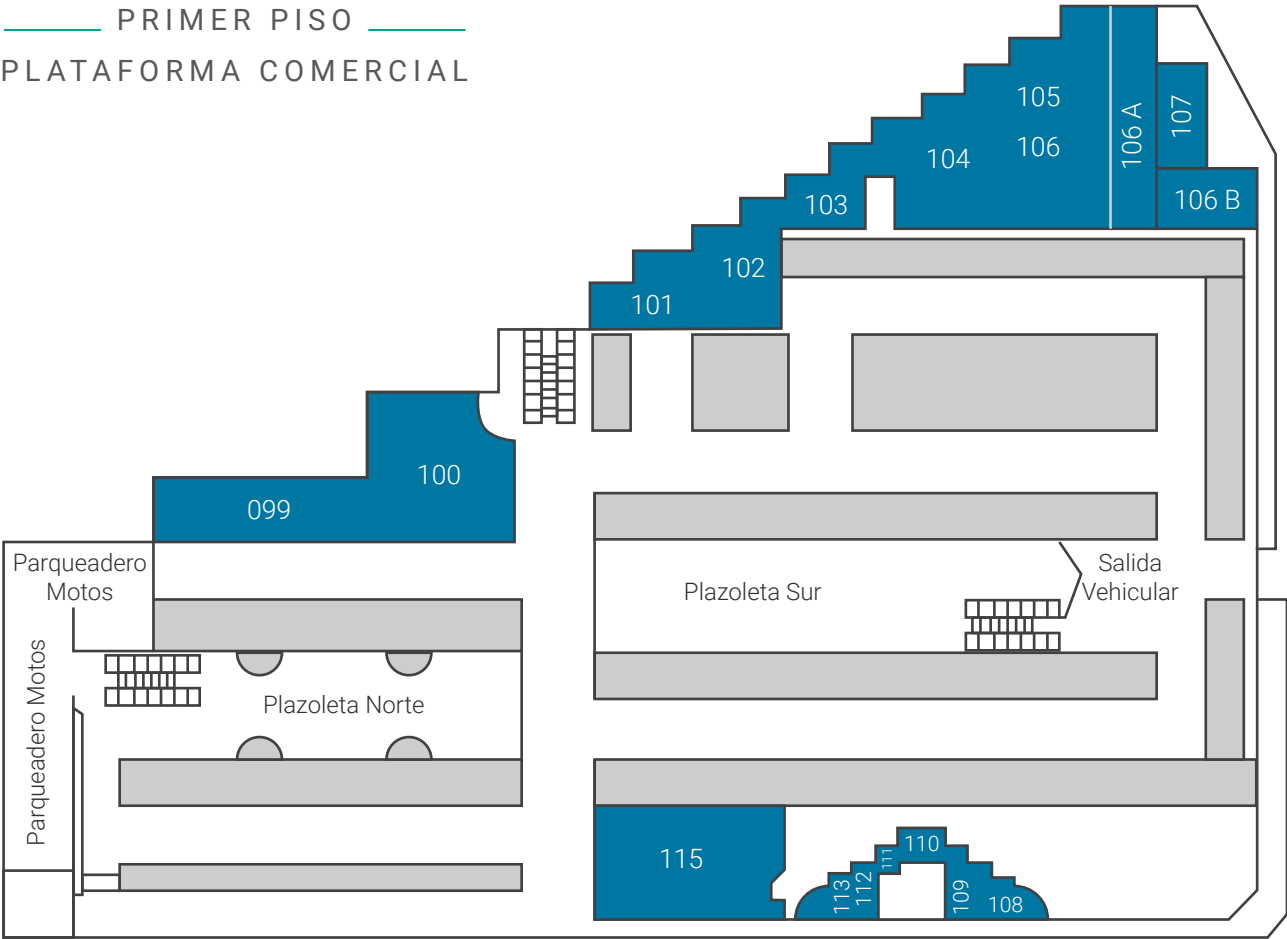 PRIMER PISO
PLATAFORMA COMERCIAL
105
106
104
106 A
107
106 B
103
102
101
100
099
Parqueadero
Motos
Plazoleta Sur
Salida
Vehicular
Parqueadero Motos
Plazoleta Norte
115
113
112
111
110
109
108